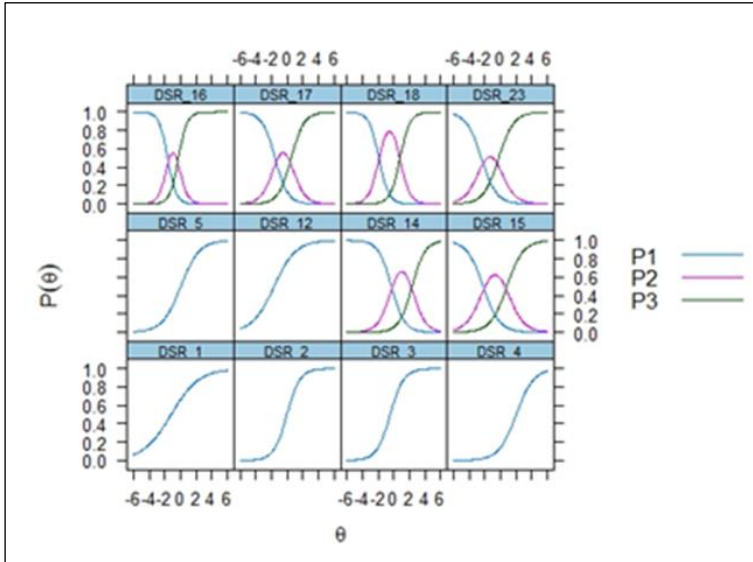 -6-4-2 0 2 4 6 -6-4-2 0 2 4 6
DSR_16 DSR_17 DSR_18 DSR_23
1.0
0.8
0.6
0.4
0.2
0.0
DSR_5 DSR_12 DSR_14 DSR_15
1.0
0.8
0.6
0.4
0.2
0.0
P(θ)
P1
P2
P3
DSR_1 DSR_2 DSR_3 DSR_4
1.0
0.8
0.6
0.4
0.2
0.0
-6-4-2 0 2 4 6 -6-4-2 0 2 4 6
θ